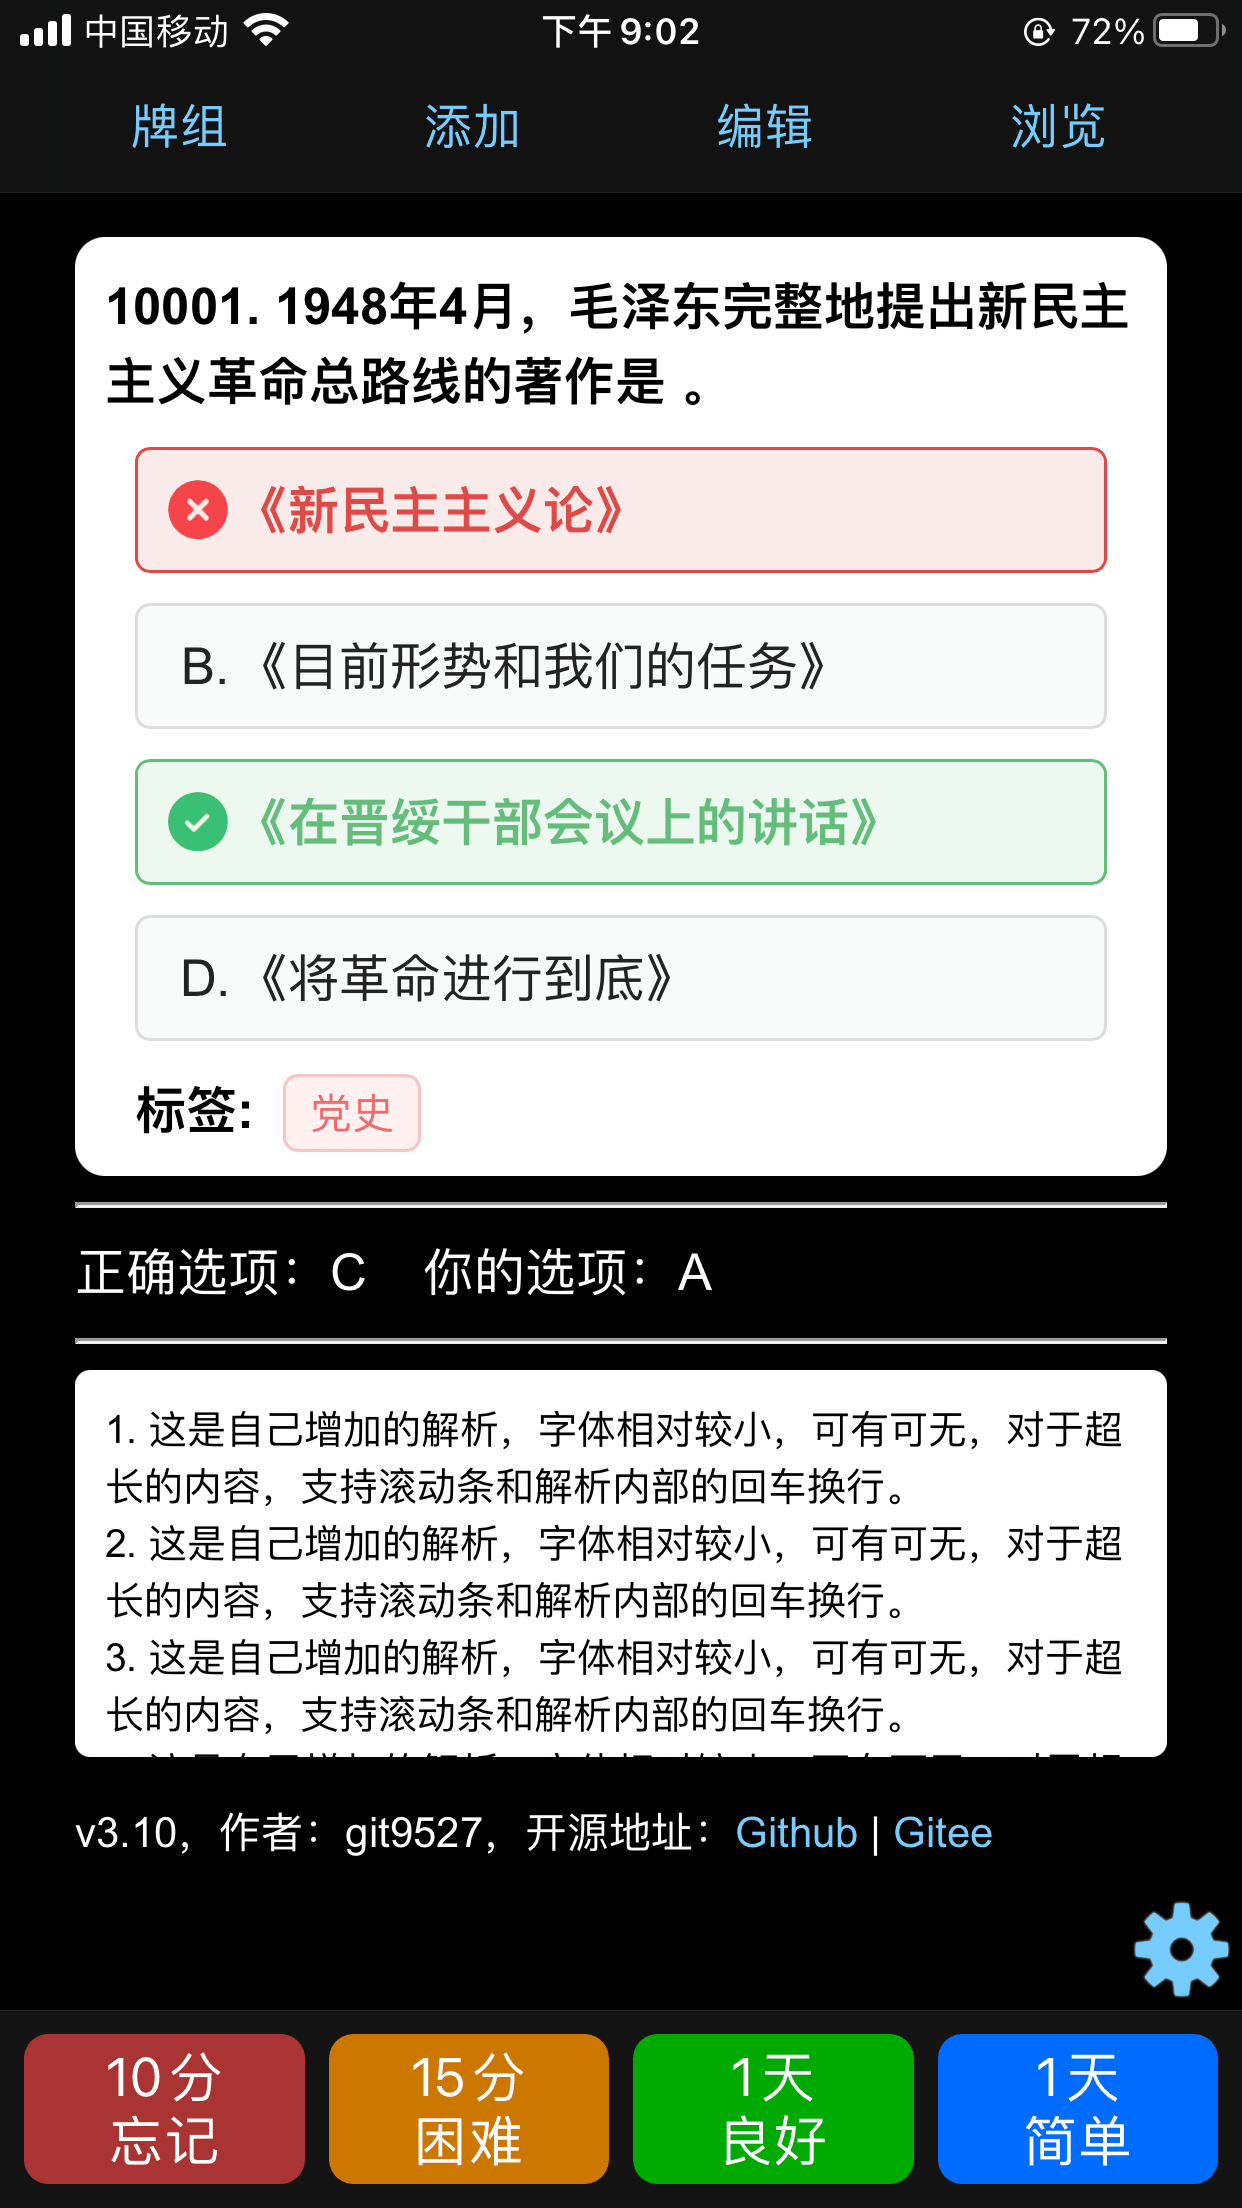 中国移动 下午 9:02 72%
牌组 添加 编辑 浏览
10001. 1948年4月，毛泽东完整地提出新民主
主义革命总路线的著作是 。
《新民主主义论》
B. 《目前形势和我们的任务》
《在晋绥干部会议上的讲话》
D. 《将革命进行到底》
标签: 党史
正确选项：C 你的选项：A
1. 这是自己增加的解析，字体相对较小，可有可无，对于超
长的内容，支持滚动条和解析内部的回车换行。
2. 这是自己增加的解析，字体相对较小，可有可无，对于超
长的内容，支持滚动条和解析内部的回车换行。
3. 这是自己增加的解析，字体相对较小，可有可无，对于超
长的内容，支持滚动条和解析内部的回车换行。
v3.10，作者：git9527，开源地址：Github | Gitee
10分 15分 1天 1天
忘记 困难 良好 简单